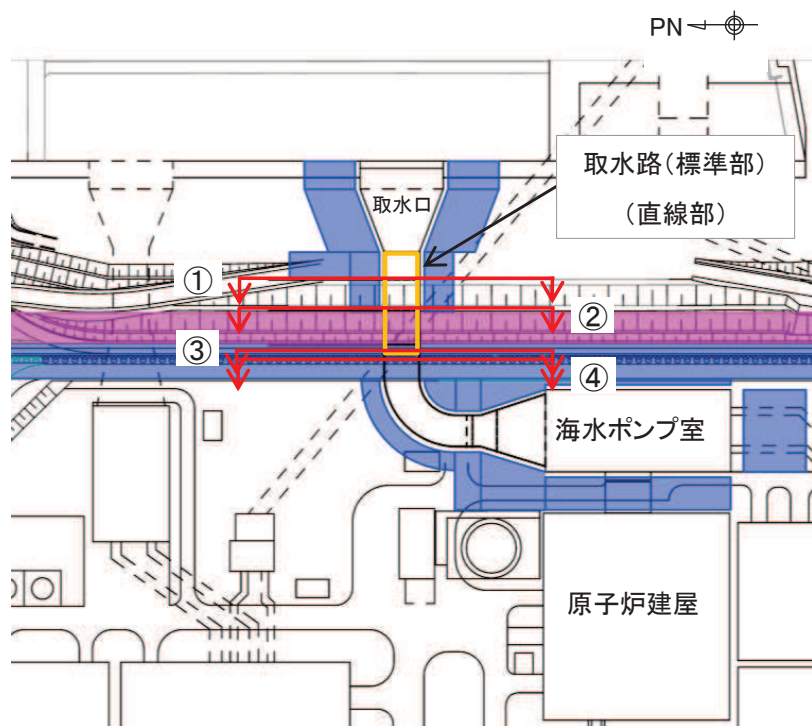 PN
取水路(標準部)
(直線部)
取水口
①
②
③
④
海水ポンプ室
原子炉建屋